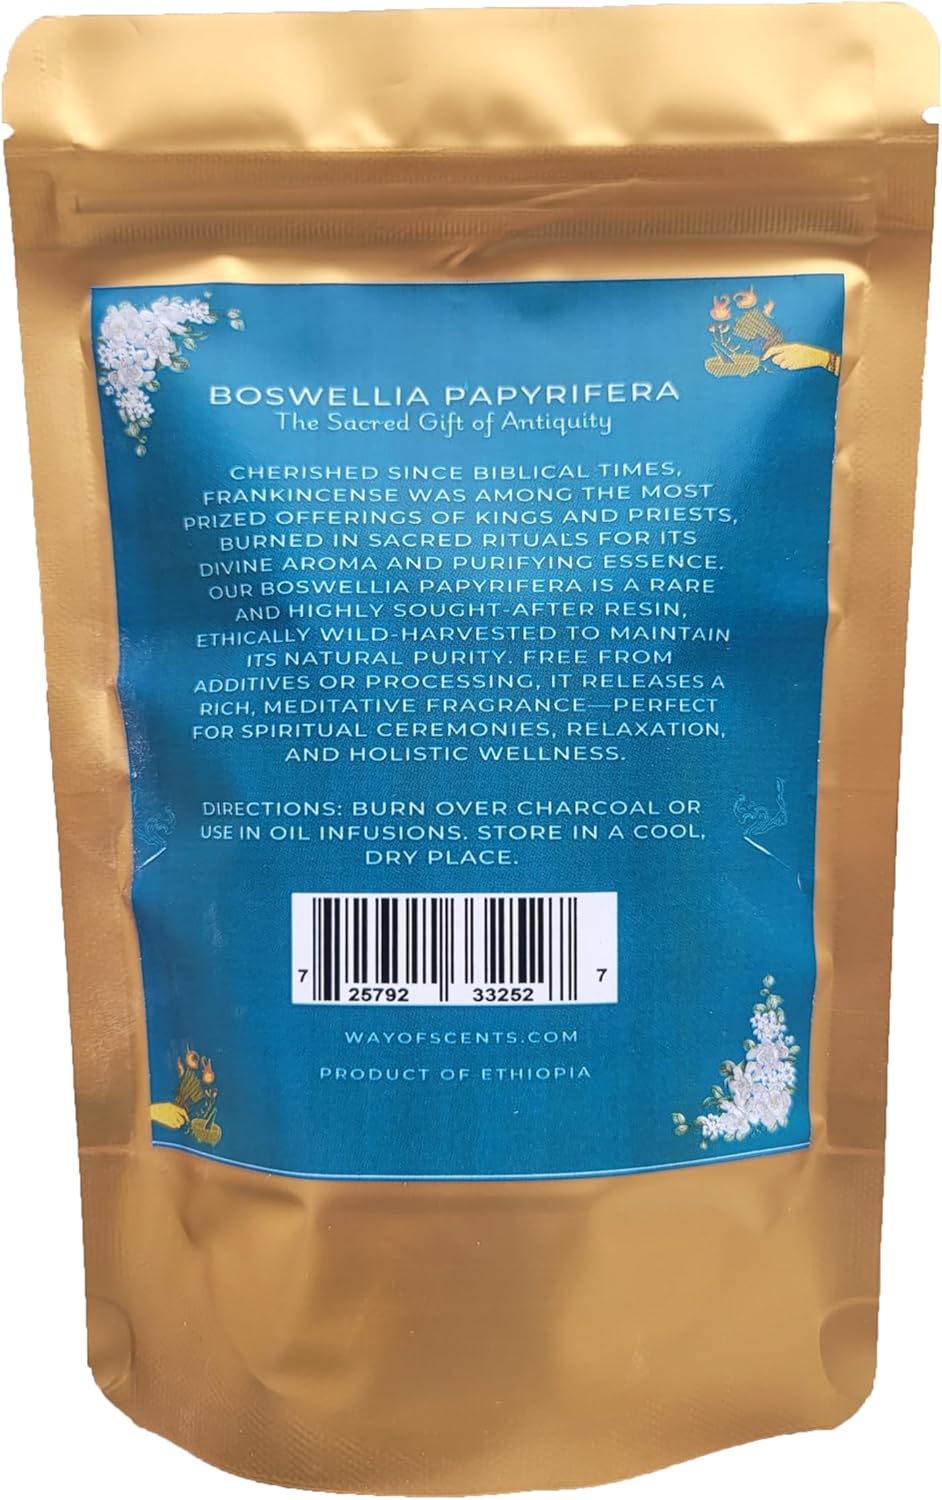 BOSWELLIA PAPYRIFERA
The Sacred Gift of Antiquity
CHERISHED SINCE BIBLICAL TIMES,
FRANKINCENSE WAS AMONG THE MOST
PRIZED OFFERINGS OF KINGS AND PRIESTS,
BURNED IN SACRED RITUALS FOR ITS
DIVINE AROMA AND PURIFYING ESSENCE.
OUR BOSWELLIA PAPYRIFERA IS A RARE
AND HIGHLY SOUGHT-AFTER RESIN,
ETHICALLY WILD-HARVESTED TO MAINTAIN
ITS NATURAL PURITY. FREE FROM
ADDITIVES OR PROCESSING, IT RELEASES A
RICH, MEDITATIVE FRAGRANCE—PERFECT
FOR SPIRITUAL CEREMONIES, RELAXATION,
AND HOLISTIC WELLNESS.
DIRECTIONS: BURN OVER CHARCOAL OR
USE IN OIL INFUSIONS. STORE IN A COOL,
DRY PLACE.
7 25792 33252 7
WAYOFSCENTS.COM
PRODUCT OF ETHIOPIA